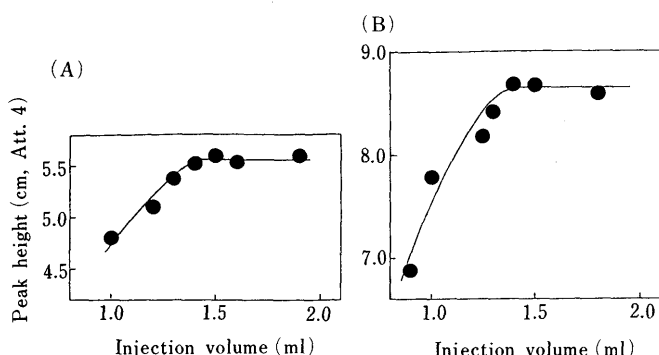 (A)
Peak height (cm, Att. 4)
5.5
5.0
4.5
1.0 1.5 2.0
Injection volume (ml)
(B)
9.0
8.0
7.0
1.0 1.5 2.0
Injection volume (ml)